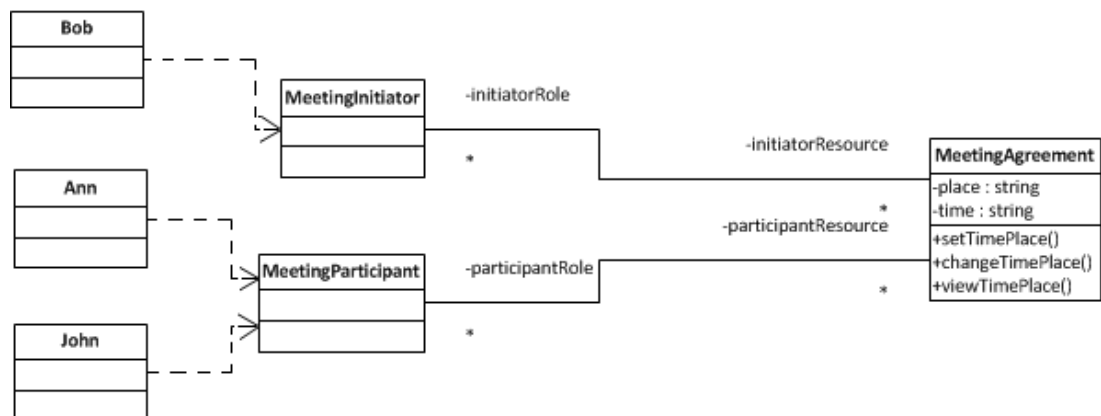 Bob
MeetingInitiator
-initiatorRole
*
-initiatorResource
*
MeetingAgreement
-place : string
-time : string
+setTimePlace()
+changeTimePlace()
+viewTimePlace()
Ann
MeetingParticipant
-participantRole
*
-participantResource
*
John